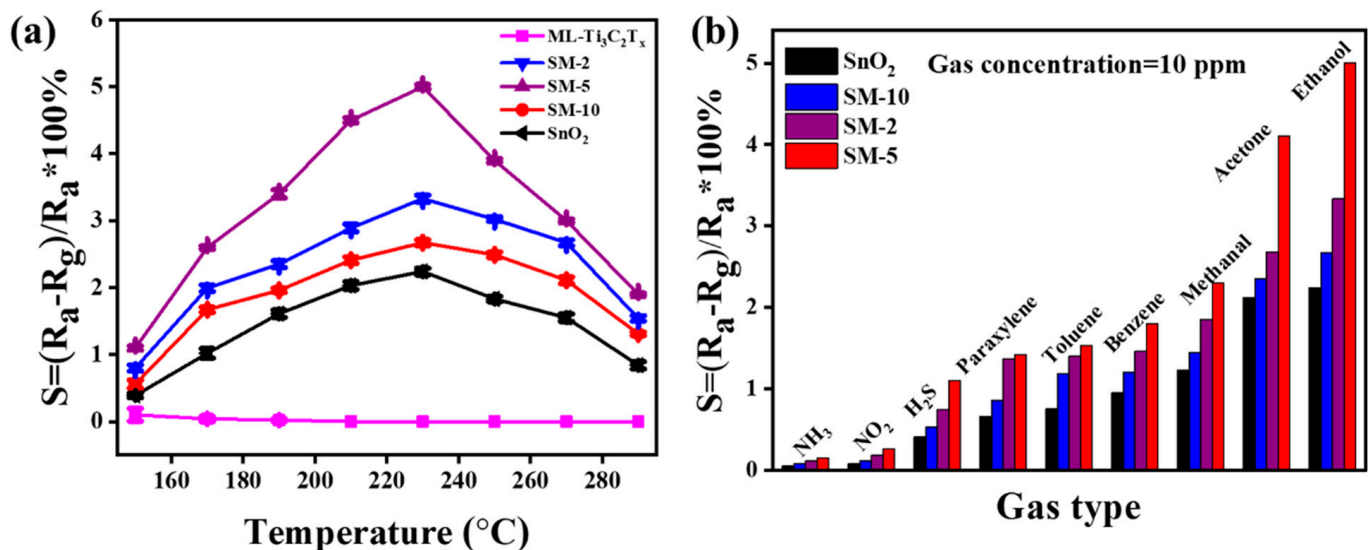 (a)
S=(Ra-Rg)/Ra*100%
6
5
4
3
2
1
0
ML-Ti3C2Tx
SM-2
SM-5
SM-10
SnO2
160 180 200 220 240 260 280
Temperature (°C)
(b)
S=(Ra-Rg)/Ra*100%
5
4
3
2
1
0
SnO2
SM-10
SM-2
SM-5
Gas concentration=10 ppm
NH3
NO2
H2S
Paraxylene
Toluene
Benzene
Methanal
Acetone
Ethanol
Gas type